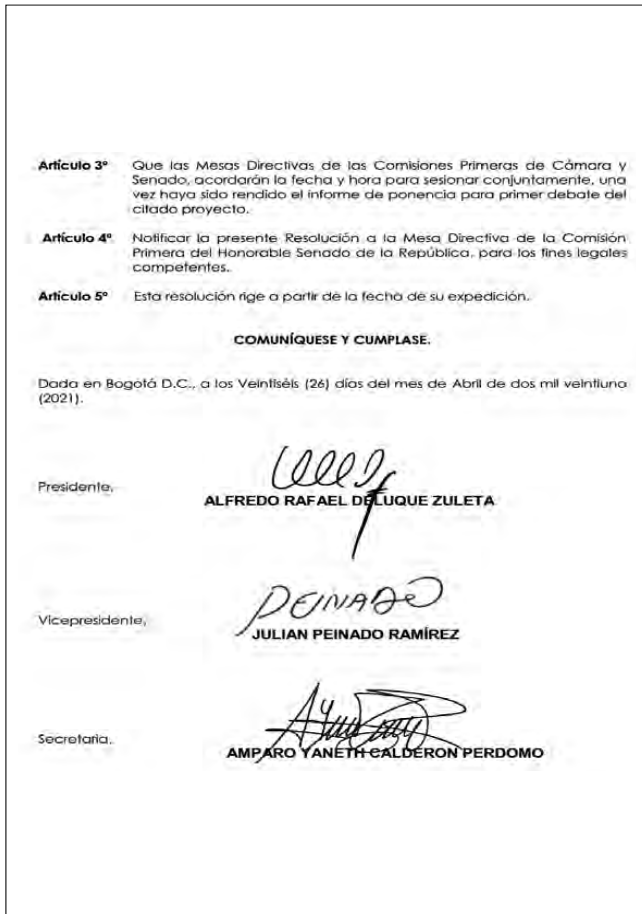 Artículo 3º Que las Mesas Directivas de las Comisiones Primeras de Cámara y
Senado, acordarán la fecha y hora para sesionar conjuntamente, una
vez haya sido rendido el informe de ponencia para primer debate del
citado proyecto.
Artículo 4º Notificar la presente Resolución a la Mesa Directiva de la Comisión
Primera del Honorable Senado de la República, para los fines legales
competentes.
Artículo 5º Esta resolución rige a partir de la fecha de su expedición.
COMUNÍQUESE Y CUMPLASE.
Dada en Bogotá D.C., a los Veintiséis (26) días del mes de Abril de dos mil veintiuno
(2021).
Presidente,
ALFREDO RAFAEL DELUQUE ZULETA
PEINADO
Vicepresidente,
JULIAN PEINADO RAMÍREZ
Secretaria,
AMPARO YANETH CALDERON PERDOMO